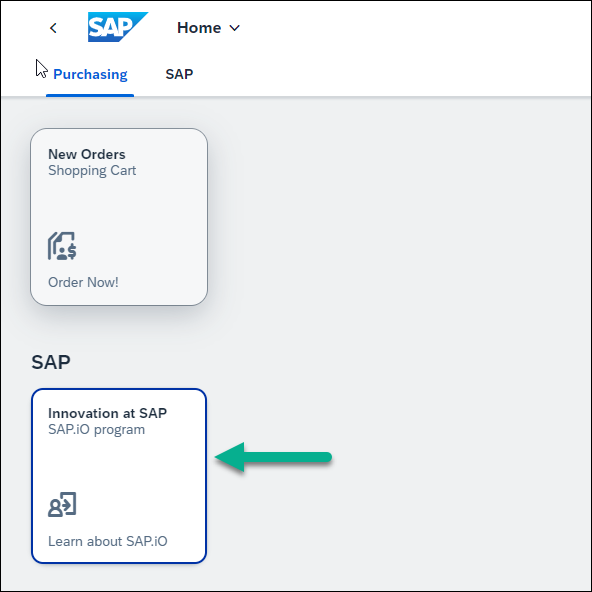 SAP
Home
Purchasing
SAP
New Orders
Shopping Cart
Order Now!
SAP
Innovation at SAP
SAP.iO program
Learn about SAP.iO